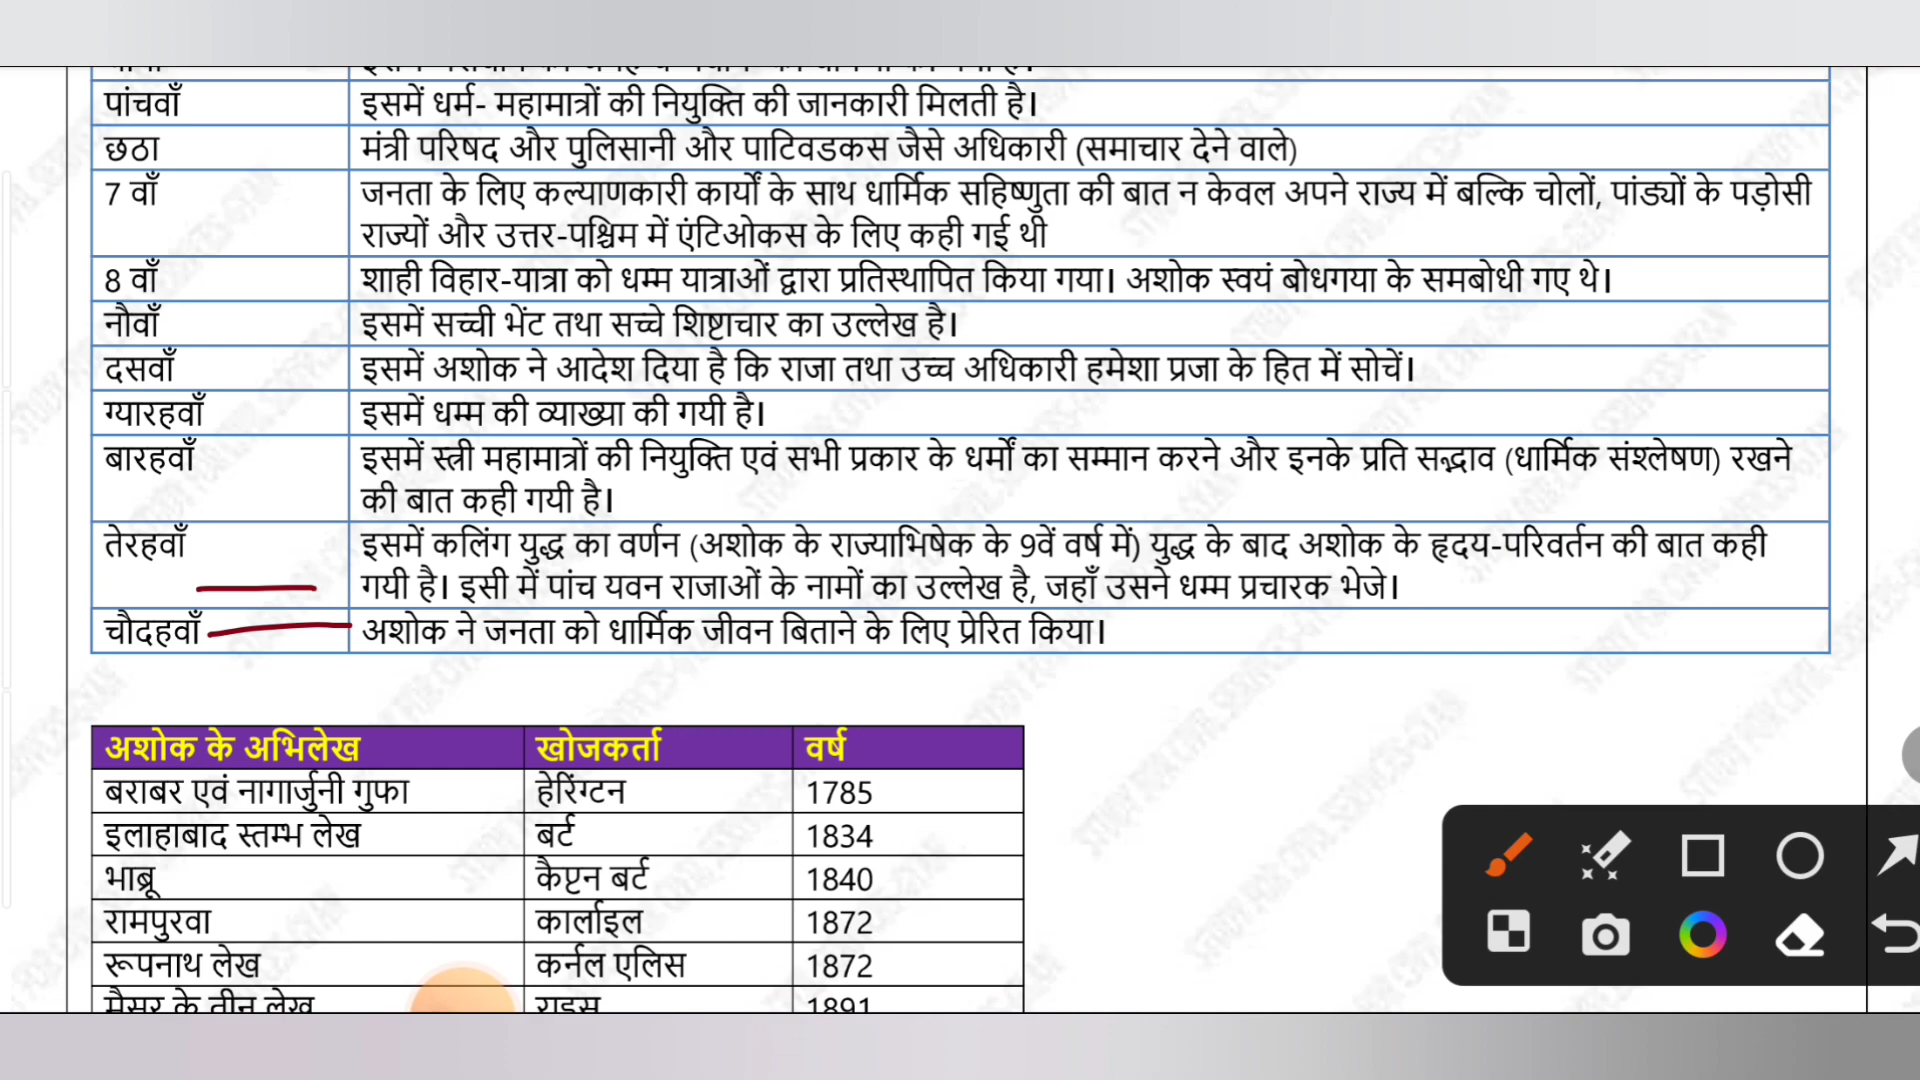 पांचवाँ इसमें धर्म- महामात्रों की नियुक्ति की जानकारी मिलती है।
छठा मंत्री परिषद और पुलिसानी और पाटिवडकस जैसे अधिकारी (समाचार देने वाले)
7 वाँ जनता के लिए कल्याणकारी कार्यों के साथ धार्मिक सहिष्णुता की बात न केवल अपने राज्य में बल्कि चोलों, पांड्यों के पड़ोसी
राज्यों और उत्तर-पश्चिम में एंटिओकस के लिए कही गई थी
8 वाँ शाही विहार-यात्रा को धम्म यात्राओं द्वारा प्रतिस्थापित किया गया। अशोक स्वयं बोधगया के समबोधी गए थे।
नौवाँ इसमें सच्ची भेंट तथा सच्चे शिष्टाचार का उल्लेख है।
दसवाँ इसमें अशोक ने आदेश दिया है कि राजा तथा उच्च अधिकारी हमेशा प्रजा के हित में सोचें।
ग्यारहवाँ इसमें धम्म की व्याख्या की गयी है।
बारहवाँ इसमें स्त्री महामात्रों की नियुक्ति एवं सभी प्रकार के धर्मों का सम्मान करने और इनके प्रति सद्भाव (धार्मिक संश्लेषण) रखने
की बात कही गयी है।
तेरहवाँ इसमें कलिंग युद्ध का वर्णन (अशोक के राज्याभिषेक के 9वें वर्ष में) युद्ध के बाद अशोक के हृदय-परिवर्तन की बात कही
गयी है। इसी में पांच यवन राजाओं के नामों का उल्लेख है, जहाँ उसने धम्म प्रचारक भेजे।
चौदहवाँ अशोक ने जनता को धार्मिक जीवन बिताने के लिए प्रेरित किया।
अशोक के अभिलेख खोजकर्ता वर्ष
बराबर एवं नागार्जुनी गुफा हेरिंग्टन 1785
इलाहाबाद स्तम्भ लेख बर्ट 1834
भाब्रू कैप्टन बर्ट 1840
रामपुरवा कार्लाइल 1872
रूपनाथ लेख कर्नल एलिस 1872
मैसूर के तीन लेख राइस 1891